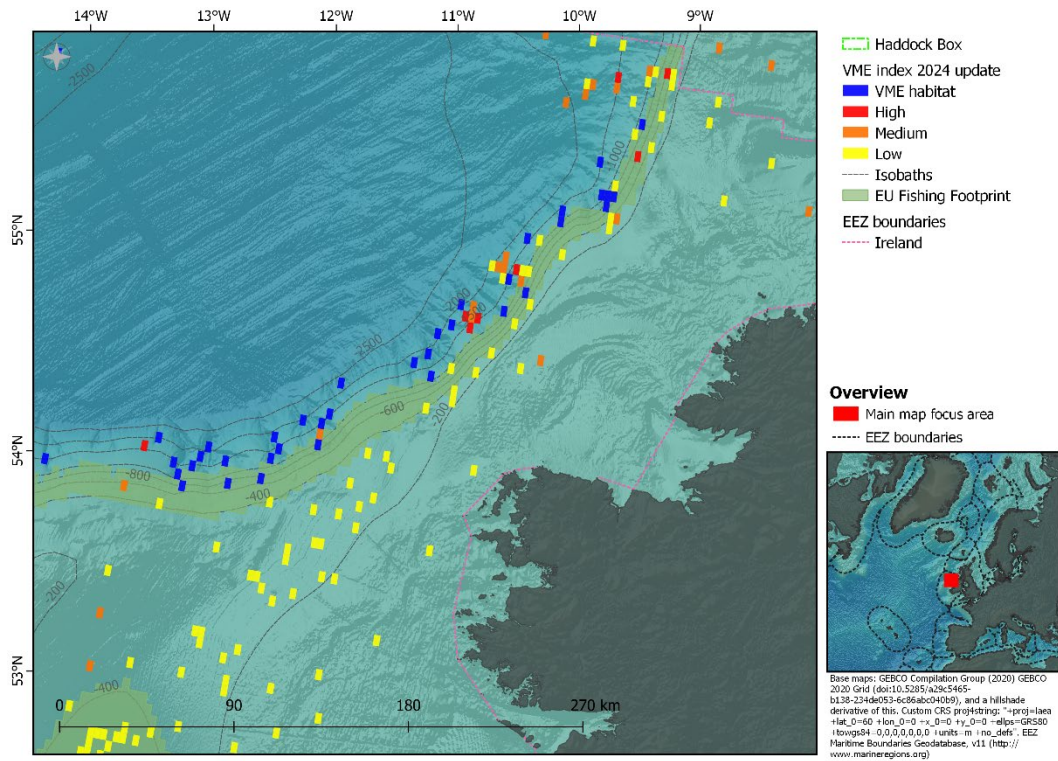 14°W 13°W 12°W 11°W 10°W 9°W
-2500
1000
55°N
2000
2500
-600
-200
54°N
-800
-400
-200
53°N
-400
0 90 180 270 km
Haddock Box
VME index 2024 update
VME habitat
High
Medium
Low
Isobaths
EU Fishing Footprint
EEZ boundaries
Ireland
Overview
Main map focus area
EEZ boundaries
Base maps: GEBCO Compilation Group (2020) GEBCO
2020 Grid (doi:10.5285/a29c5465-
b138-234de053-6c86abc040b9), and a hillshade
derivative of this. Custom CRS proj4string: "+proj=laea
+lat_0=60 +lon_0=0 +x_0=0 +y_0=0 +ellps=GRS80
+towgs84=0,0,0,0,0,0,0 +units=m +no_defs". EEZ
Maritime Boundaries Geodatabase, v11 (http://
www.marineregions.org)